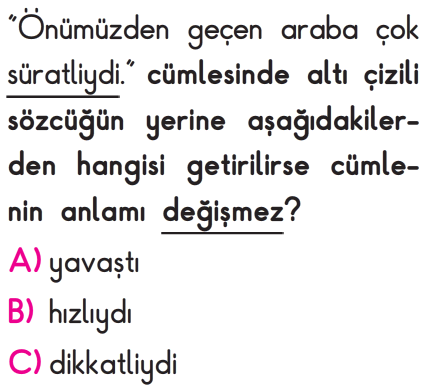 "Önümüzden geçen araba çok
süratliydi." cümlesinde altı çizili
sözcüğün yerine aşağıdakiler-
den hangisi getirilirse cümle-
nin anlamı değişmez?
A) yavaştı
B) hızlıydı
C) dikkatliydi